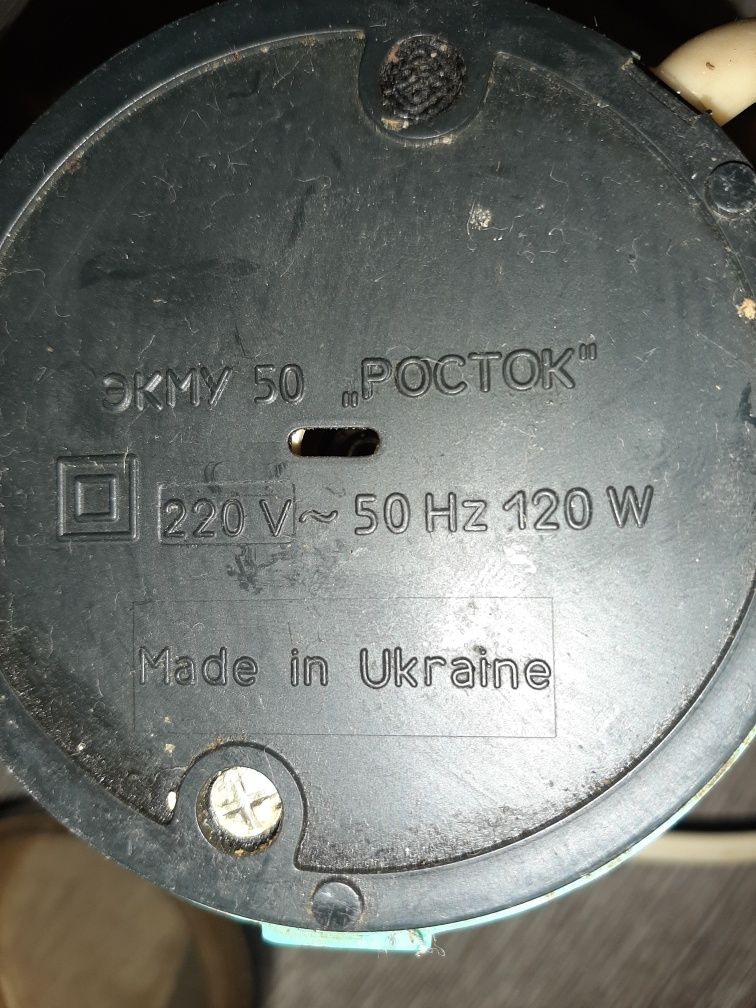 ЭКМУ 50 „РОСТОК"
220 V ~ 50 Hz 120 W
Made in Ukraine